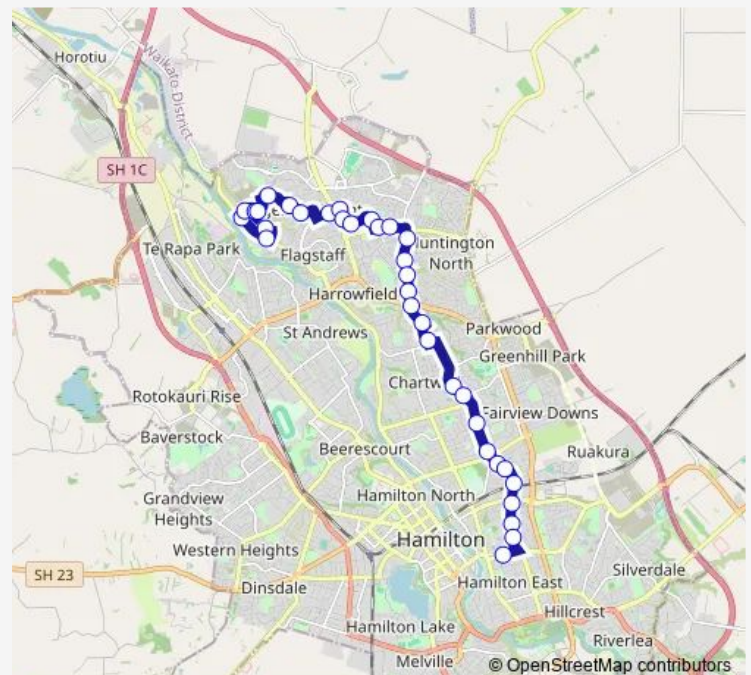 Horotiu
Waikato District
SH 1C
Te Rapa Park
Flagstaff
Huntington
North
Harrowfield
St Andrews
Parkwood
Greenhill Park
Chartw
Rotokauri Rise
Fairview Downs
Baverstock
Beerescourt
Ruakura
Grandview
Heights
Hamilton North
Western Heights
Hamilton
SH 23
Dinsdale
Hamilton East
Silverdale
Hillcrest
Hamilton Lake
Riverlea
Melville
© OpenStreetMap contributors